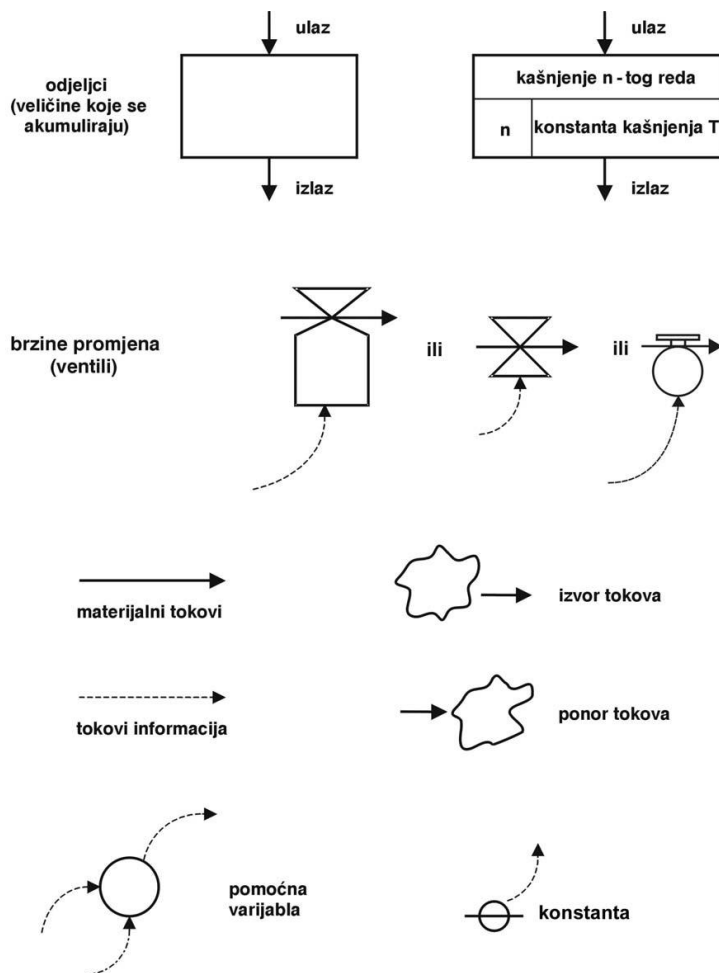 ulaz
ulaz
odjeljci
(veličine koje se
akumuliraju)
kašnjenje n - tog reda
n
konstanta kašnjenja T
izlaz
izlaz
brzine promjena
(ventili)
ili
ili
materijalni tokovi
izvor tokova
tokovi informacija
ponor tokova
pomoćna
varijabla
konstanta